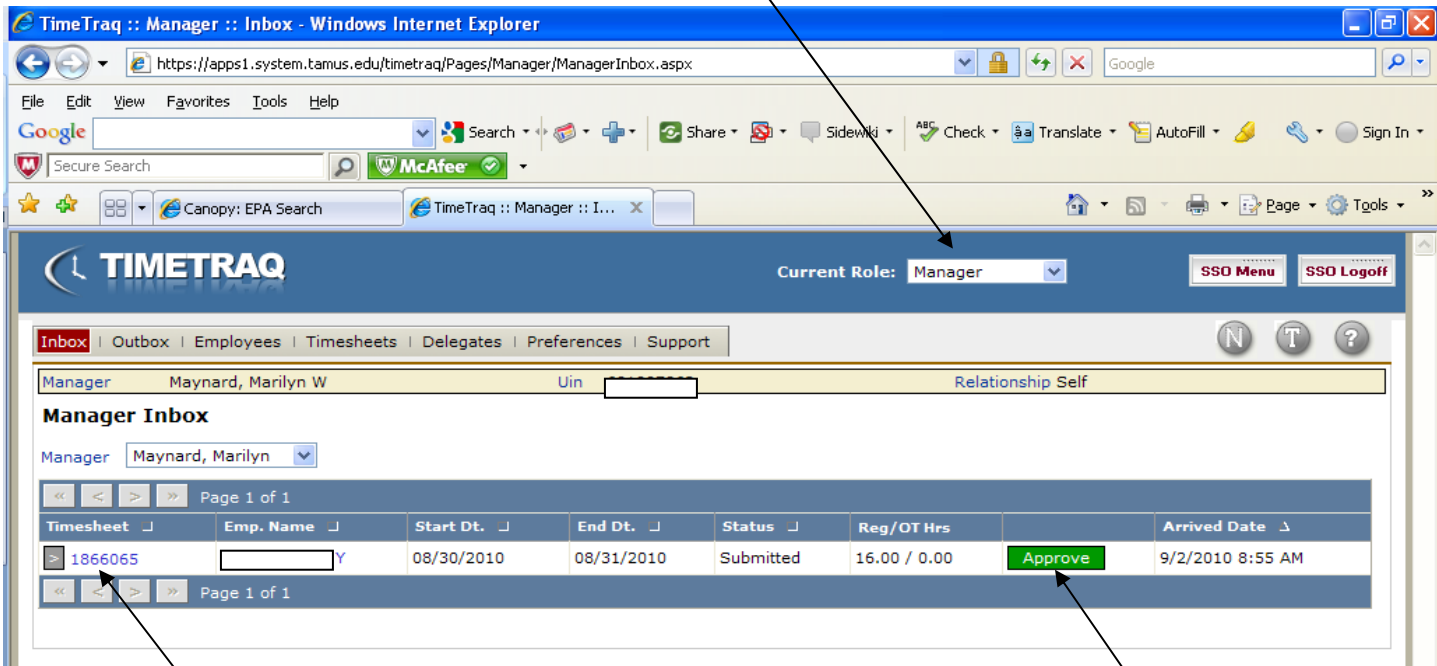 TimeTraq :: Manager :: Inbox - Windows Internet Explorer
https://apps1.system.tamus.edu/timetraq/Pages/Manager/ManagerInbox.aspx Google
File Edit View Favorites Tools Help
Google Search Share Sidewiki ABC Check âa Translate AutoFill Sign In
Secure Search McAfee
Canopy: EPA Search TimeTraq :: Manager :: I... X Page Tools »
TIMETRAQ Current Role: Manager SSO Menu SSO Logoff
Inbox | Outbox | Employees | Timesheets | Delegates | Preferences | Support N T ?
Manager Maynard, Marilyn W Uin Relationship Self
Manager Inbox
Manager Maynard, Marilyn
« < > » Page 1 of 1
Timesheet Emp. Name Start Dt. End Dt. Status Reg/OT Hrs Arrived Date
> 1866065 Y 08/30/2010 08/31/2010 Submitted 16.00 / 0.00 Approve 9/2/2010 8:55 AM
« < > » Page 1 of 1